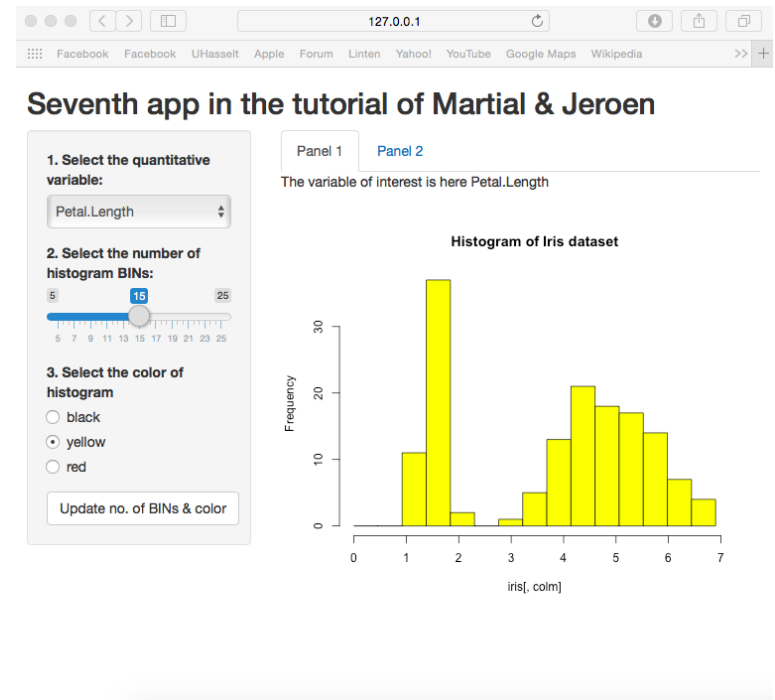 127.0.0.1
Facebook Facebook UHasselt Apple Forum Linten Yahoo! YouTube Google Maps Wikipedia >> +
Seventh app in the tutorial of Martial & Jeroen
1. Select the quantitative
variable:
Petal.Length
2. Select the number of
histogram BINs:
5 15 25
5 7 9 11 13 15 17 19 21 23 25
3. Select the color of
histogram
black
yellow
red
Update no. of BINs & color
Panel 1 Panel 2
The variable of interest is here Petal.Length
Histogram of Iris dataset
Frequency
30
20
10
0
0 1 2 3 4 5 6 7
iris[, colm]